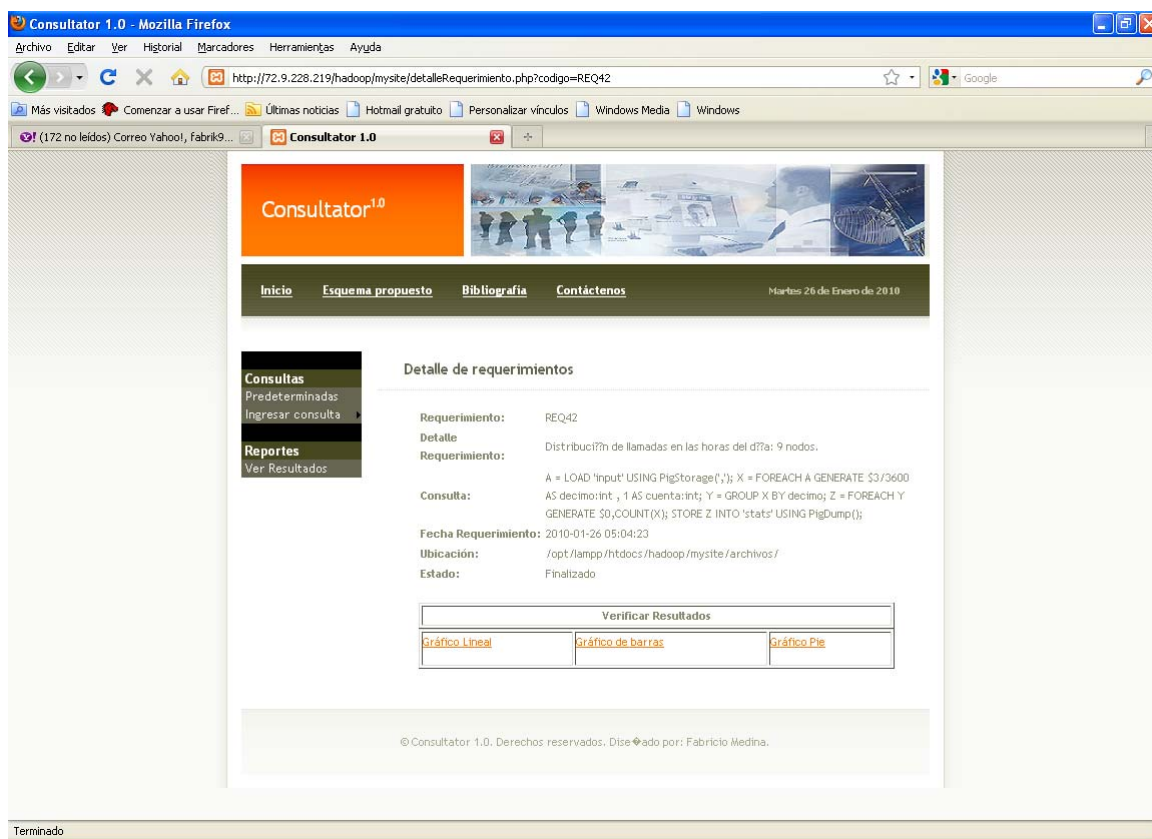 Consultator 1.0 - Mozilla Firefox
Archivo Editar Ver Historial Marcadores Herramientas Ayuda
http://72.9.228.219/hadoop/mysite/detalleRequerimiento.php?codigo=REQ42
Google
Más visitados Comenzar a usar Firef... Últimas noticias Hotmail gratuito Personalizar vínculos Windows Media Windows
(172 no leídos) Correo Yahoo!, fabrik9... Consultator 1.0
Consultator1.0
Inicio Esquema propuesto Bibliografía Contáctenos Martes 26 de Enero de 2010
Consultas
Predeterminadas
Ingresar consulta
Reportes
Ver Resultados
Detalle de requerimientos
Requerimiento: REQ42
Detalle
Requerimiento: Distribuci??n de llamadas en las horas del d??a: 9 nodos.
A = LOAD 'input' USING PigStorage(','); X = FOREACH A GENERATE $3/3600
Consulta: AS decimo:int , 1 AS cuenta:int; Y = GROUP X BY decimo; Z = FOREACH Y
GENERATE $0,COUNT(X); STORE Z INTO 'stats' USING PigDump();
Fecha Requerimiento: 2010-01-26 05:04:23
Ubicación: /opt/lampp/htdocs/hadoop/mysite/archivos/
Estado: Finalizado
Verificar Resultados
Gráfico Lineal Gráfico de barras Gráfico Pie
© Consultator 1.0. Derechos reservados. Dise�ado por: Fabricio Medina.
Terminado